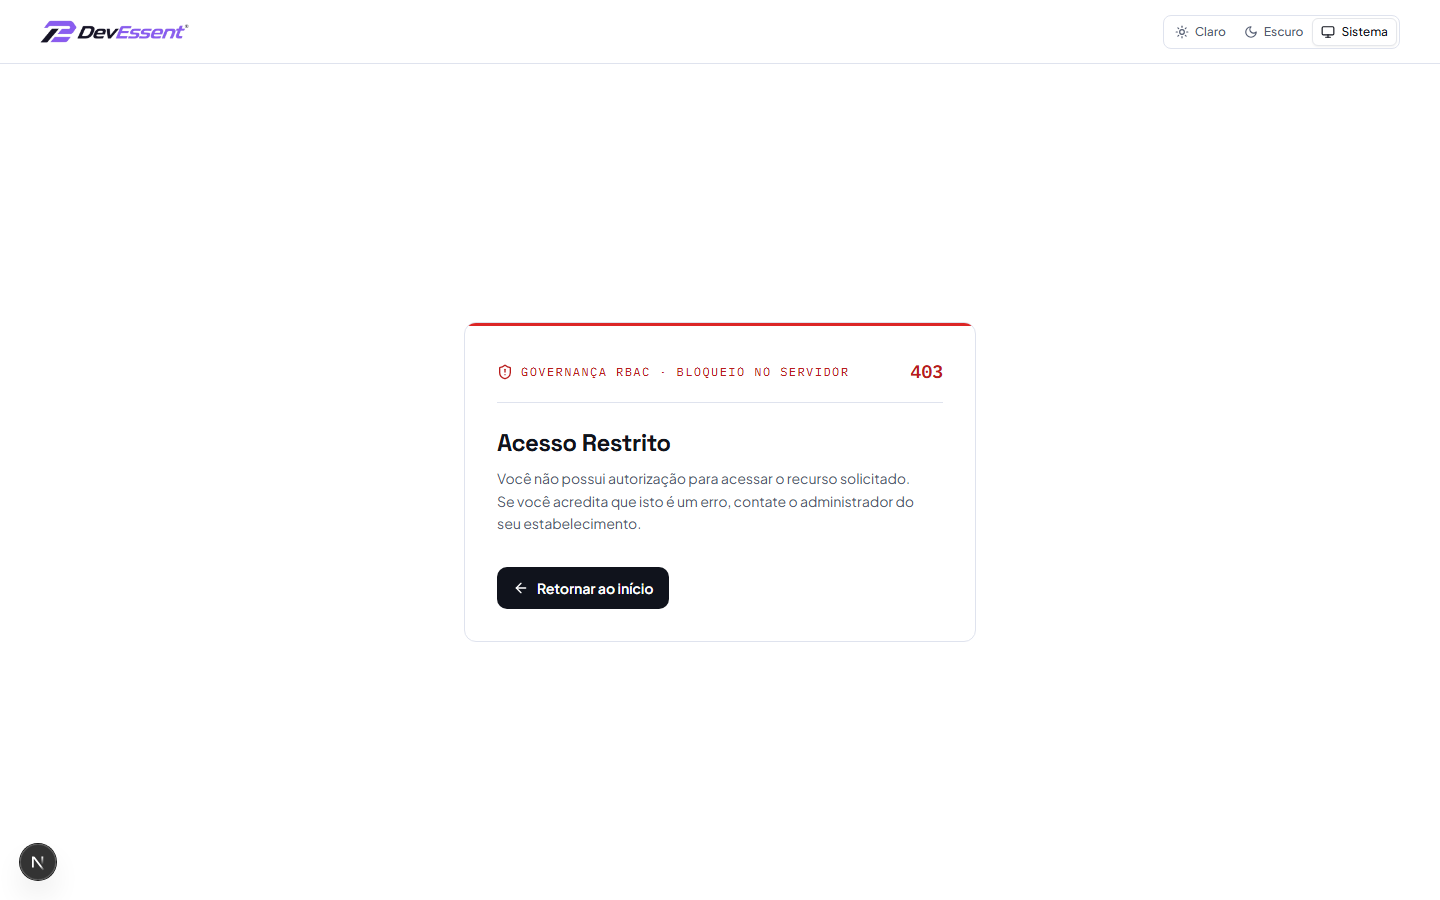 DevEssent®
Claro Escuro Sistema
GOVERNANÇA RBAC · BLOQUEIO NO SERVIDOR 403
Acesso Restrito
Você não possui autorização para acessar o recurso solicitado.
Se você acredita que isto é um erro, contate o administrador do
seu estabelecimento.
Retornar ao início
N